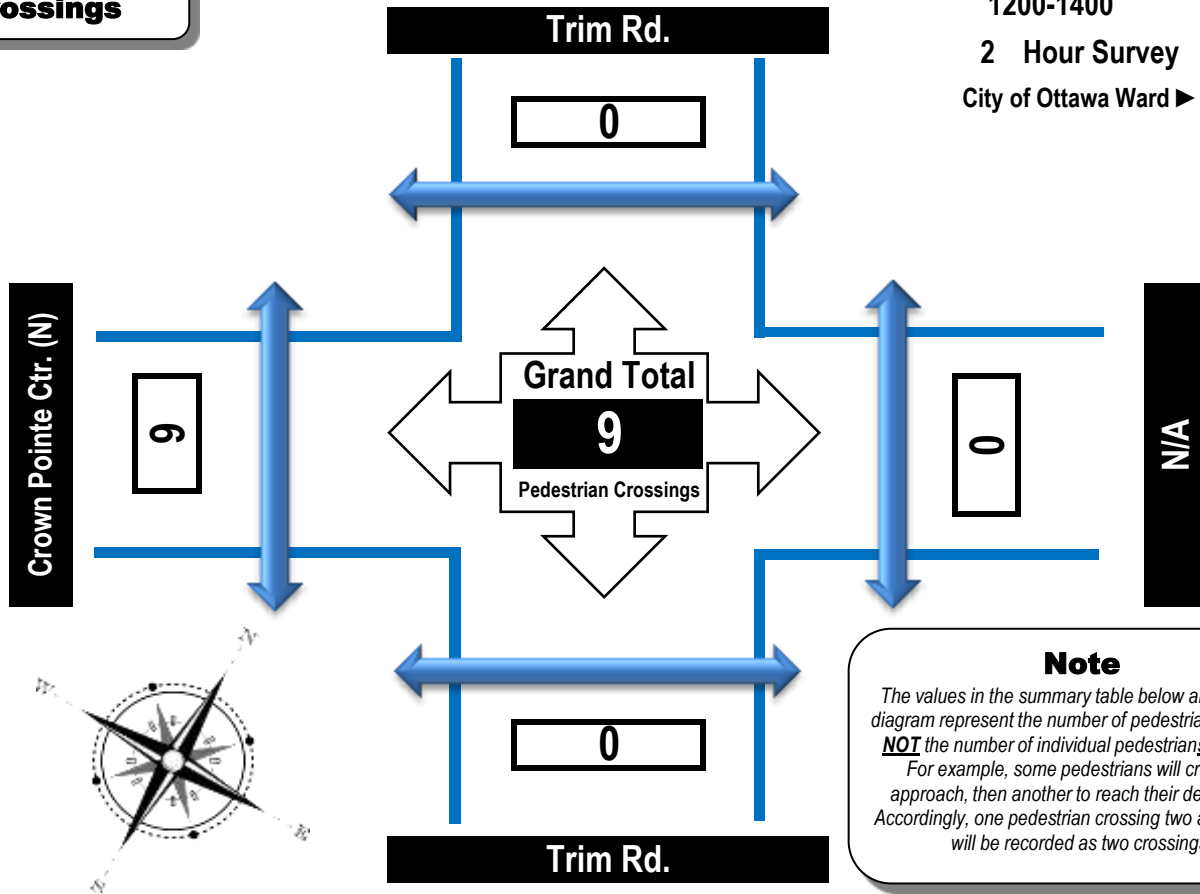 ossings
Trim Rd.
1200-1400
2 Hour Survey
City of Ottawa Ward ►
0
Crown Pointe Ctr. (N)
9
Grand Total
9
Pedestrian Crossings
0
N/A
N
W
E
S
0
Trim Rd.
Note
The values in the summary table below a
diagram represent the number of pedestria
NOT the number of individual pedestrians
For example, some pedestrians will cr
approach, then another to reach their de
Accordingly, one pedestrian crossing two a
will be recorded as two crossing